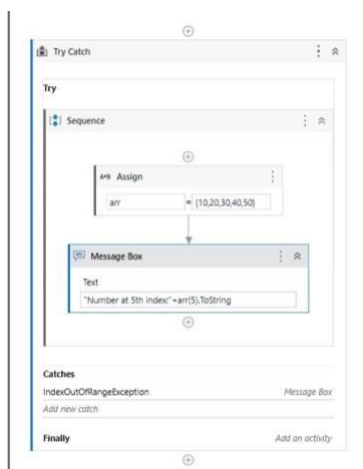 Try Catch
Try
Sequence
A+B Assign
arr = {10,20,30,40,50}
Message Box
Text
"Number at 5th index:"+arr(5).ToString
Catches
IndexOutOfRangeException Message Box
Add new catch
Finally Add an activity